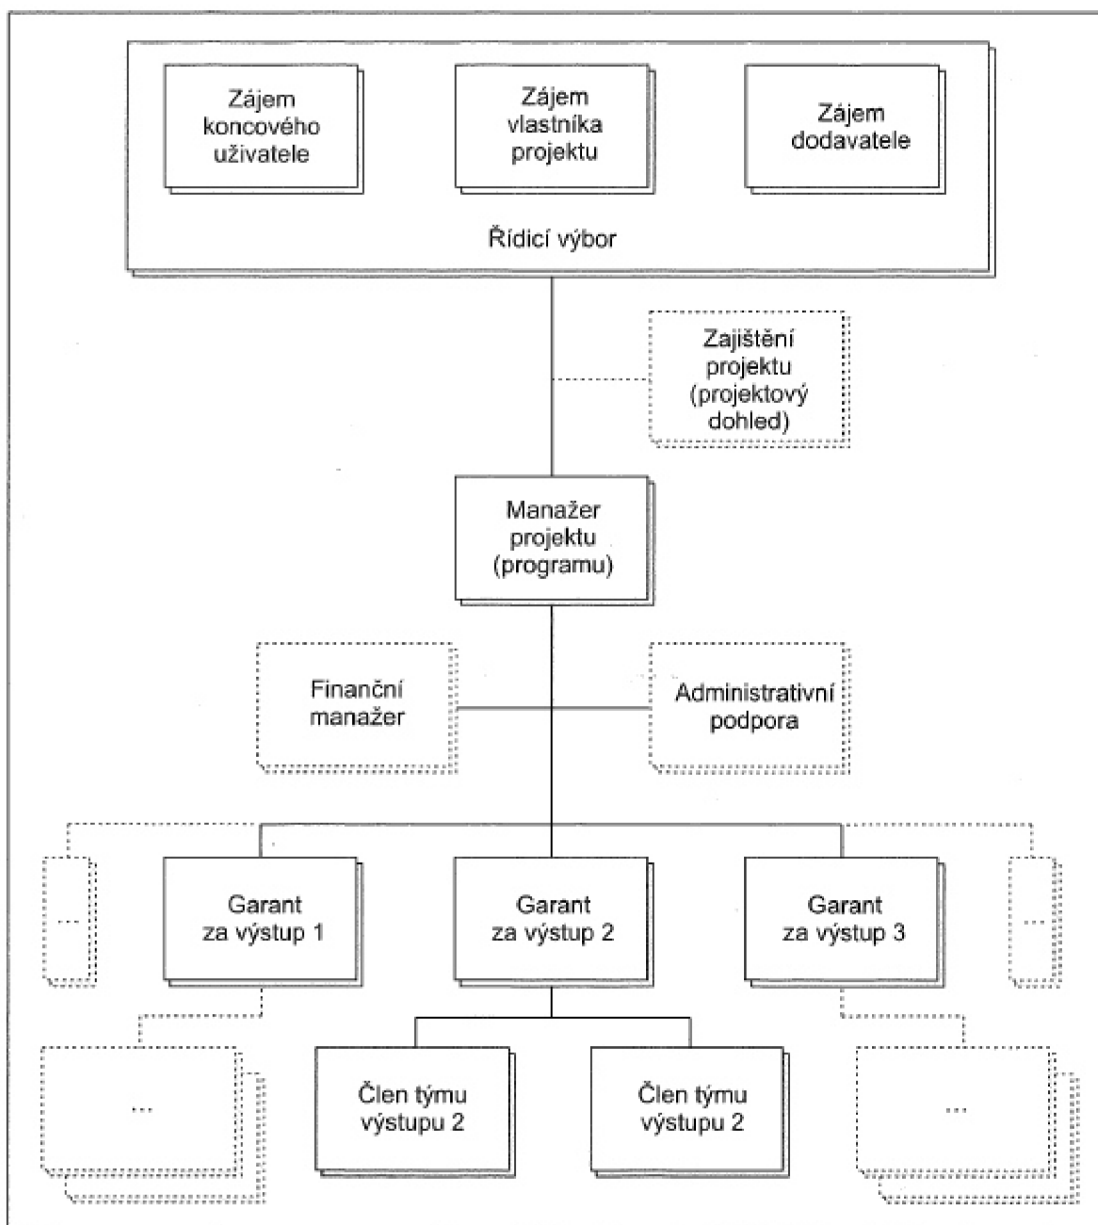 Zájem
koncového
uživatele
Zájem
vlastníka
projektu
Zájem
dodavatele
Řídicí výbor
Zajištění
projektu
(projektový
dohled)
Manažer
projektu
(programu)
Finanční
manažer
Administrativní
podpora
...
Garant
za výstup 1
Garant
za výstup 2
Garant
za výstup 3
...
...
Člen týmu
výstupu 2
Člen týmu
výstupu 2
...